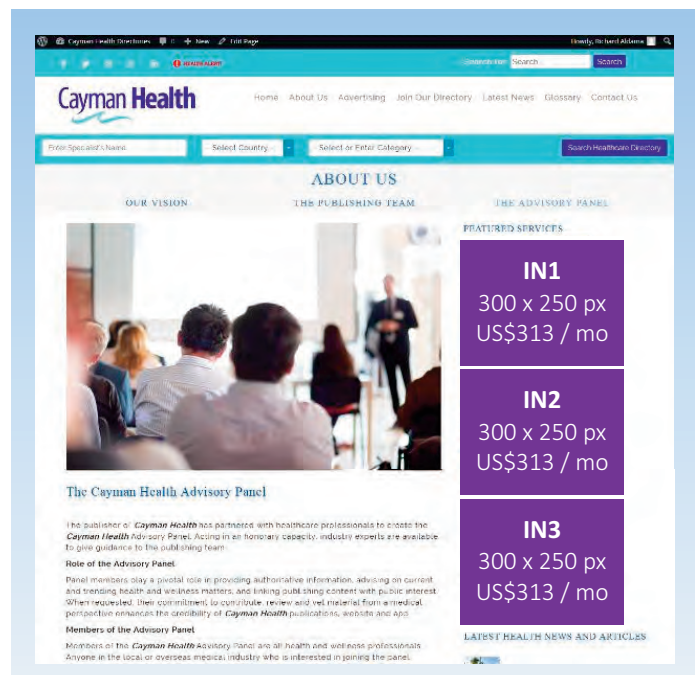 Cayman Health Directories 0 + New Edit Page
Howdy, Richard Aldama
HEALTH ALERT
Search for: Search
Search
Cayman Health
Home About Us Advertising Join Our Directory Latest News Glossary Contact Us
Enter Specialist's Name
- Select Country -
- Select or Enter Category -
Search Healthcare Directory
ABOUT US
OUR VISION
THE PUBLISHING TEAM
THE ADVISORY PANEL
FEATURED SERVICES
IN1
300 x 250 px
US$313 / mo
IN2
300 x 250 px
US$313 / mo
IN3
300 x 250 px
US$313 / mo
The Cayman Health Advisory Panel
The publisher of Cayman Health has partnered with healthcare professionals to create the
Cayman Health Advisory Panel. Acting in an honorary capacity, industry experts are available
to give guidance to the publishing team.
Role of the Advisory Panel
Panel members play a pivotal role in providing authoritative information, advising on current
and trending health and wellness matters, and linking publishing content with public interest.
When requested, their commitment to contribute, review and vet material from a medical
perspective enhances the credibility of Cayman Health publications, website and app.
Members of the Advisory Panel
Members of the Cayman Health Advisory Panel are all health and wellness professionals.
Anyone in the local or overseas medical industry who is interested in joining the panel,
LATEST HEALTH NEWS AND ARTICLES